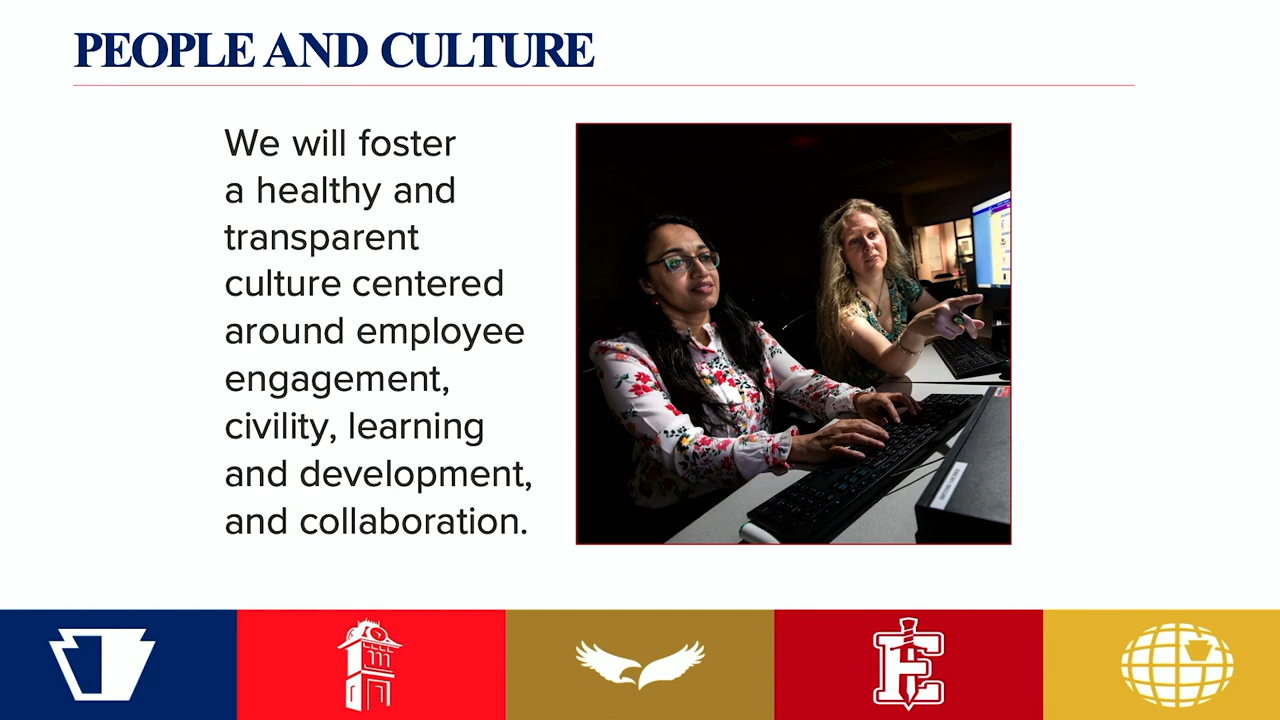 PEOPLE AND CULTURE
We will foster
a healthy and
transparent
culture centered
around employee
engagement,
civility, learning
and development,
and collaboration.
E